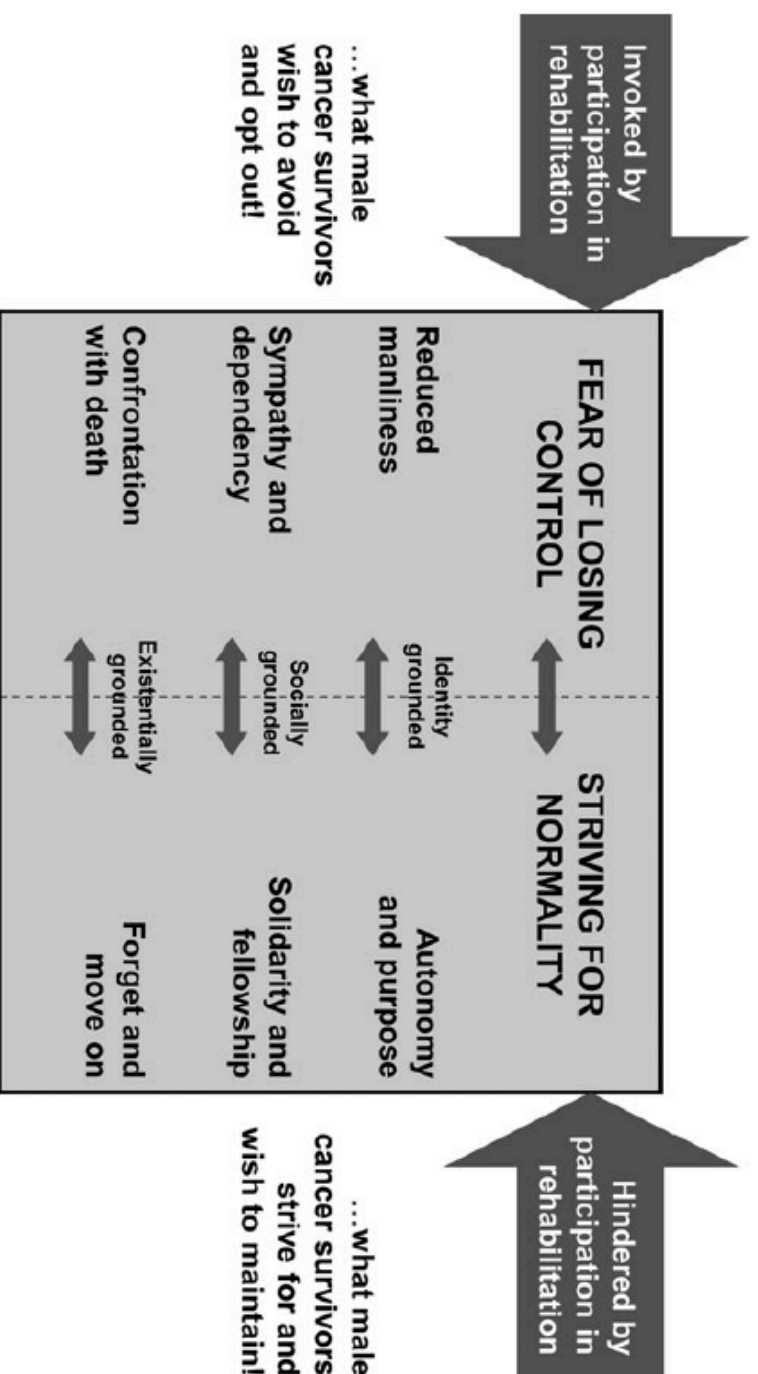 Invoked by
participation in
rehabilitation
…what male
cancer survivors
wish to avoid
and opt out!
FEAR OF LOSING
CONTROL
STRIVING FOR
NORMALITY
Reduced
manliness
Identity
grounded
Autonomy
and purpose
Sympathy and
dependency
Socially
grounded
Solidarity and
fellowship
Confrontation
with death
Existentially
grounded
Forget and
move on
Hindered by
participation in
rehabilitation
…what male
cancer survivors
strive for and
wish to maintain!